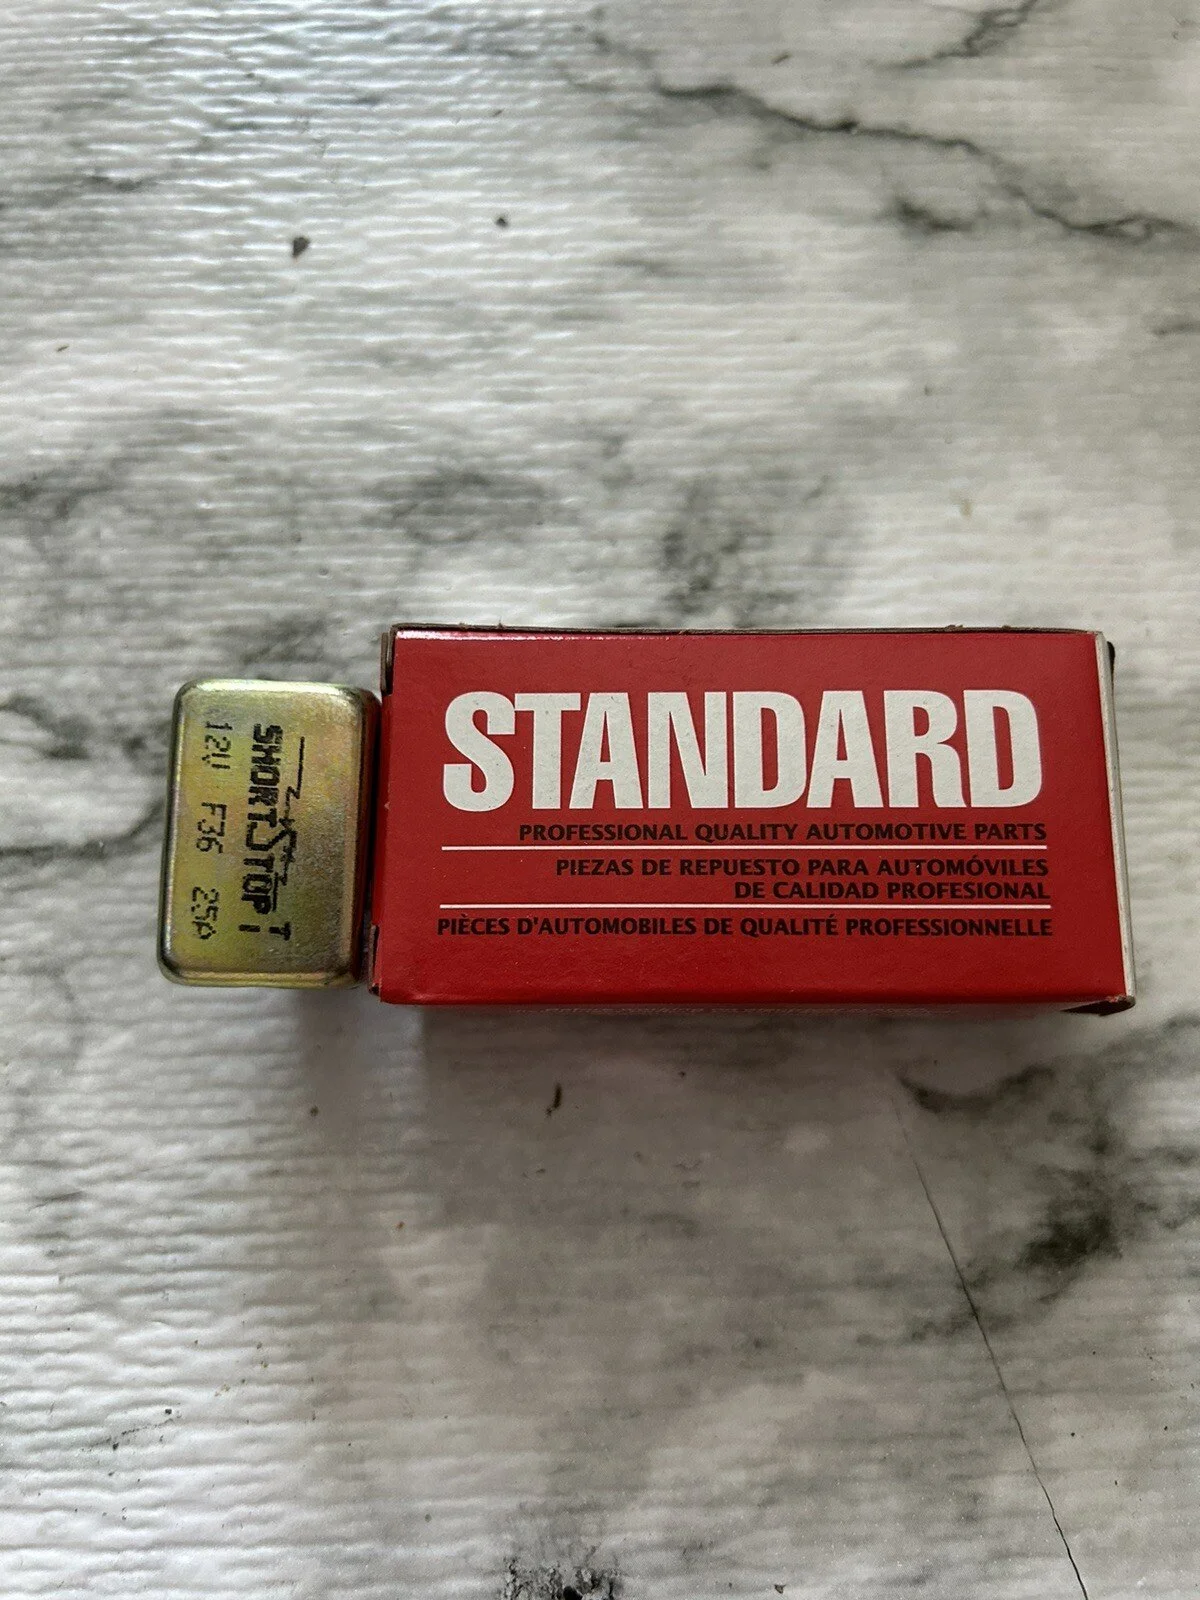 SHORTSTOP
12V F36 25A
STANDARD
PROFESSIONAL QUALITY AUTOMOTIVE PARTS
PIEZAS DE REPUESTO PARA AUTOMÓVILES
DE CALIDAD PROFESIONAL
PIÈCES D'AUTOMOBILES DE QUALITÉ PROFESSIONNELLE